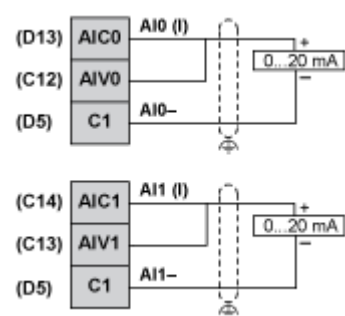 (D13) AIC0 AI0 (I) +
0...20 mA
(C12) AIV0 –
(D5) C1 AI0–
(C14) AIC1 AI1 (I) +
0...20 mA
(C13) AIV1 –
(D5) C1 AI1–